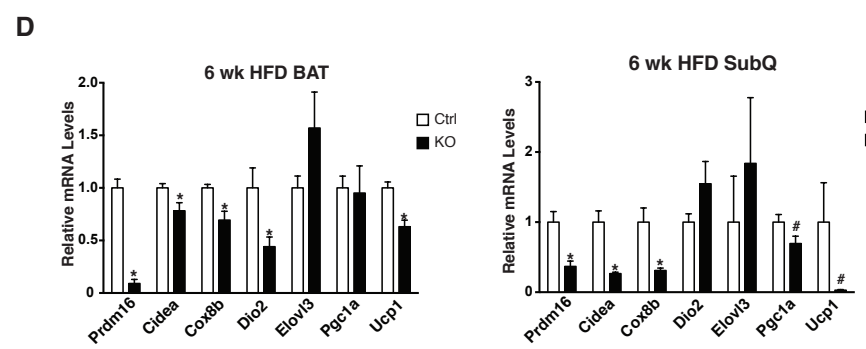 D
6 wk HFD BAT
Relative mRNA Levels
2.0
1.5
1.0
0.5
0
*
*
*
*
*
Ctrl
KO
Prdm16
Cidea
Cox8b
Dio2
Elovl3
Pgc1a
Ucp1
6 wk HFD SubQ
Relative mRNA Levels
3
2
1
0
*
*
*
#
#
Prdm16
Cidea
Cox8b
Dio2
Elovl3
Pgc1a
Ucp1